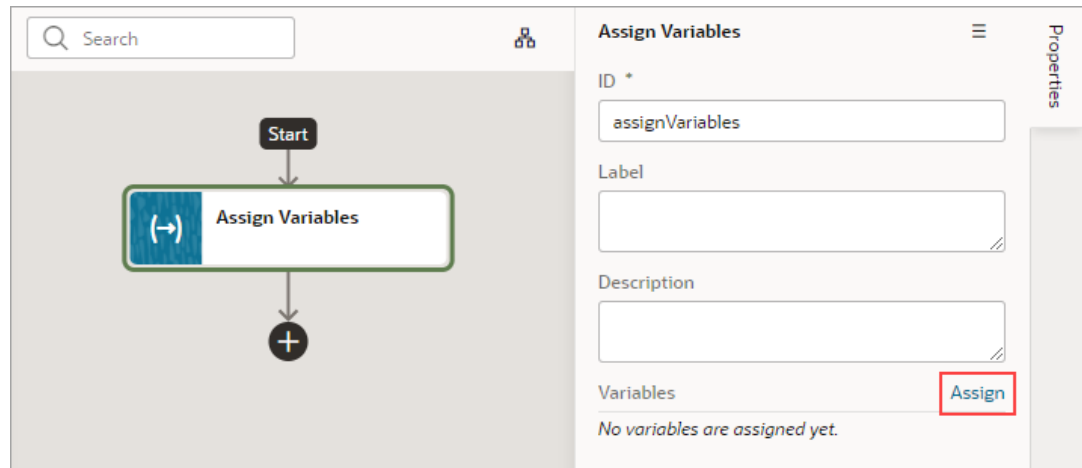 Search
Start
Assign Variables
(→)
+
Assign Variables
ID *
assignVariables
Label
Description
Variables
Assign
No variables are assigned yet.
Properties